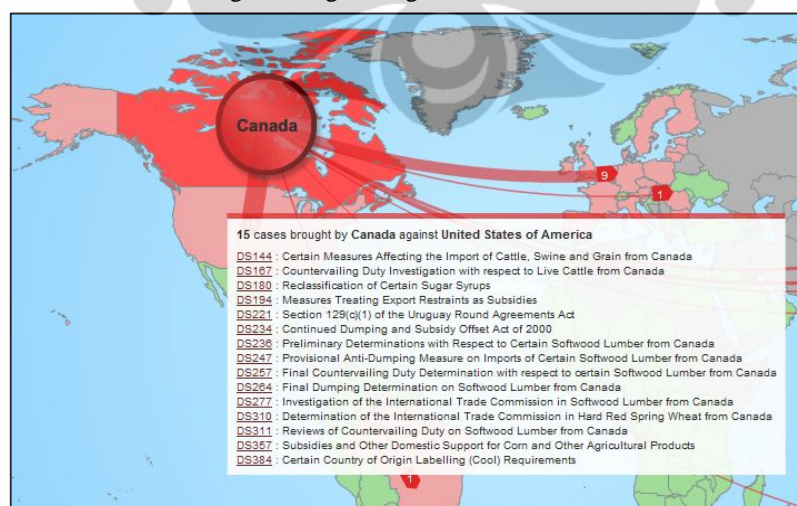 Canada
9
1
15 cases brought by Canada against United States of America
DS144 : Certain Measures Affecting the Import of Cattle, Swine and Grain from Canada
DS167 : Countervailing Duty Investigation with respect to Live Cattle from Canada
DS180 : Reclassification of Certain Sugar Syrups
DS194 : Measures Treating Export Restraints as Subsidies
DS221 : Section 129(c)(1) of the Uruguay Round Agreements Act
DS234 : Continued Dumping and Subsidy Offset Act of 2000
DS236 : Preliminary Determinations with Respect to Certain Softwood Lumber from Canada
DS247 : Provisional Anti-Dumping Measure on Imports of Certain Softwood Lumber from Canada
DS257 : Final Countervailing Duty Determination with respect to certain Softwood Lumber from Canada
DS264 : Final Dumping Determination on Softwood Lumber from Canada
DS277 : Investigation of the International Trade Commission in Softwood Lumber from Canada
DS310 : Determination of the International Trade Commission in Hard Red Spring Wheat from Canada
DS311 : Reviews of Countervailing Duty on Softwood Lumber from Canada
DS357 : Subsidies and Other Domestic Support for Corn and Other Agricultural Products
DS384 : Certain Country of Origin Labelling (Cool) Requirements
1